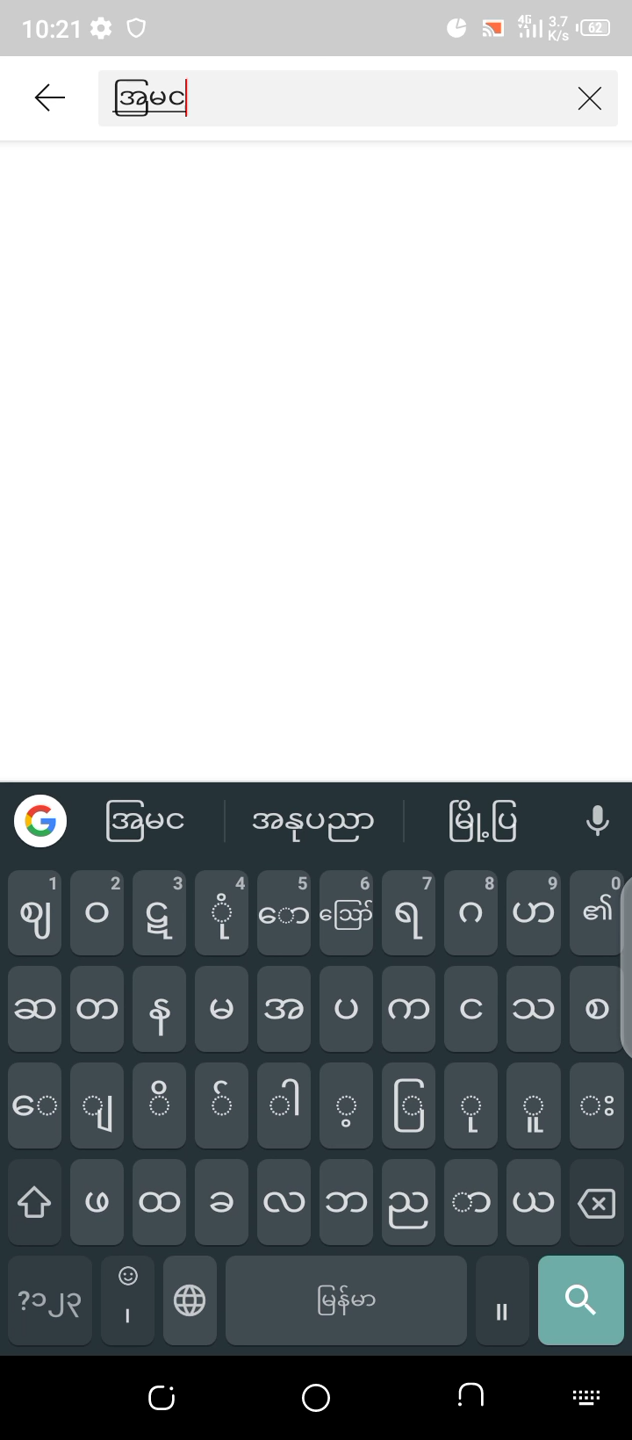 10:21
4G
3.7
K/s
62
အြမင
အြမင
အနုပညာ
မြို့ပြ
1 2 3 4 5 6 7 8 9 0
ဈ ဝ ဋ္ဌ ို ော ဪ ရ ဂ ဟ ၏
ဆ တ န မ အ ပ က င သ စ
ေ ျ ိ ် ါ ့ ြ ု ူ း
ဖ ထ ခ လ ဘ ည ာ ယ
?၁၂၃
၊
မြန်မာ
။